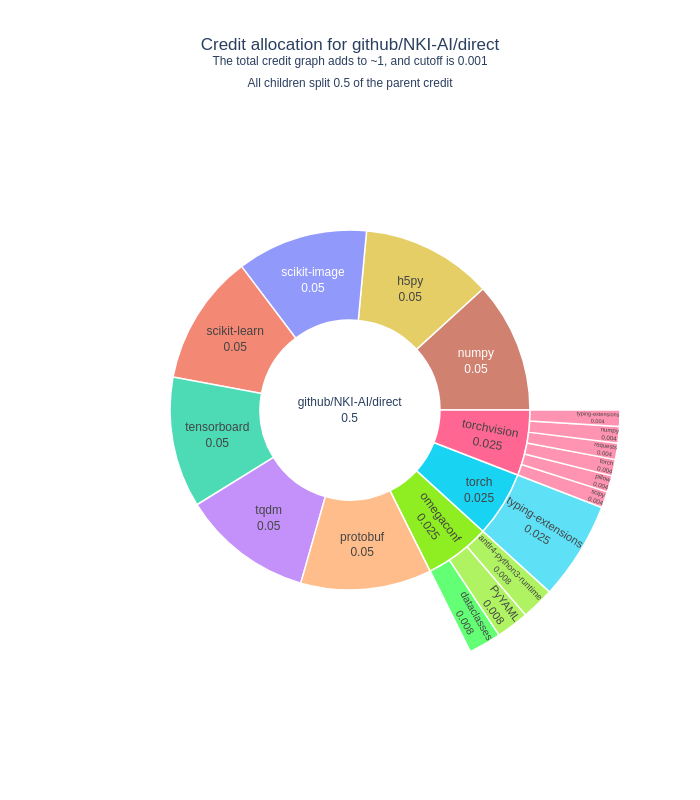 Credit allocation for github/NKI-AI/direct
The total credit graph adds to ~1, and cutoff is 0.001
All children split 0.5 of the parent credit
github/NKI-AI/direct
0.5
numpy
0.05
h5py
0.05
scikit-image
0.05
scikit-learn
0.05
tensorboard
0.05
tqdm
0.05
protobuf
0.05
omegaconf
0.025
torch
0.025
torchvision
0.025
typing-extensions
0.004
numpy
0.004
requests
0.004
torch
0.004
pillow
0.004
scipy
0.004
typing-extensions
0.025
antlr4-python3-runtime
0.008
PyYAML
0.008
dataclasses
0.008